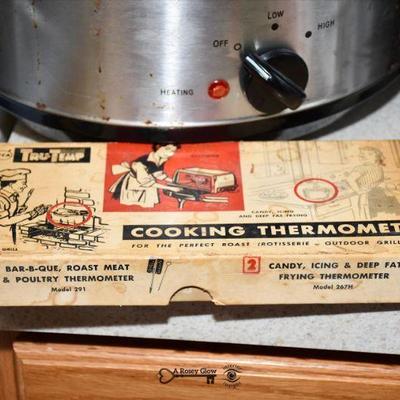 LOW
OFF
HIGH
HEATING
TRU-TEMP
CANDY, ICING
AND DEEP FAT FRYING
GRILL
COOKING THERMOMET
FOR THE PERFECT ROAST (ROTISSERIE - OUTDOOR GRILL
BAR-B-QUE, ROAST MEAT
& POULTRY THERMOMETER
Model 291
2 CANDY, ICING & DEEP FAT
FRYING THERMOMETER
Model 267H
A Rosey Glow